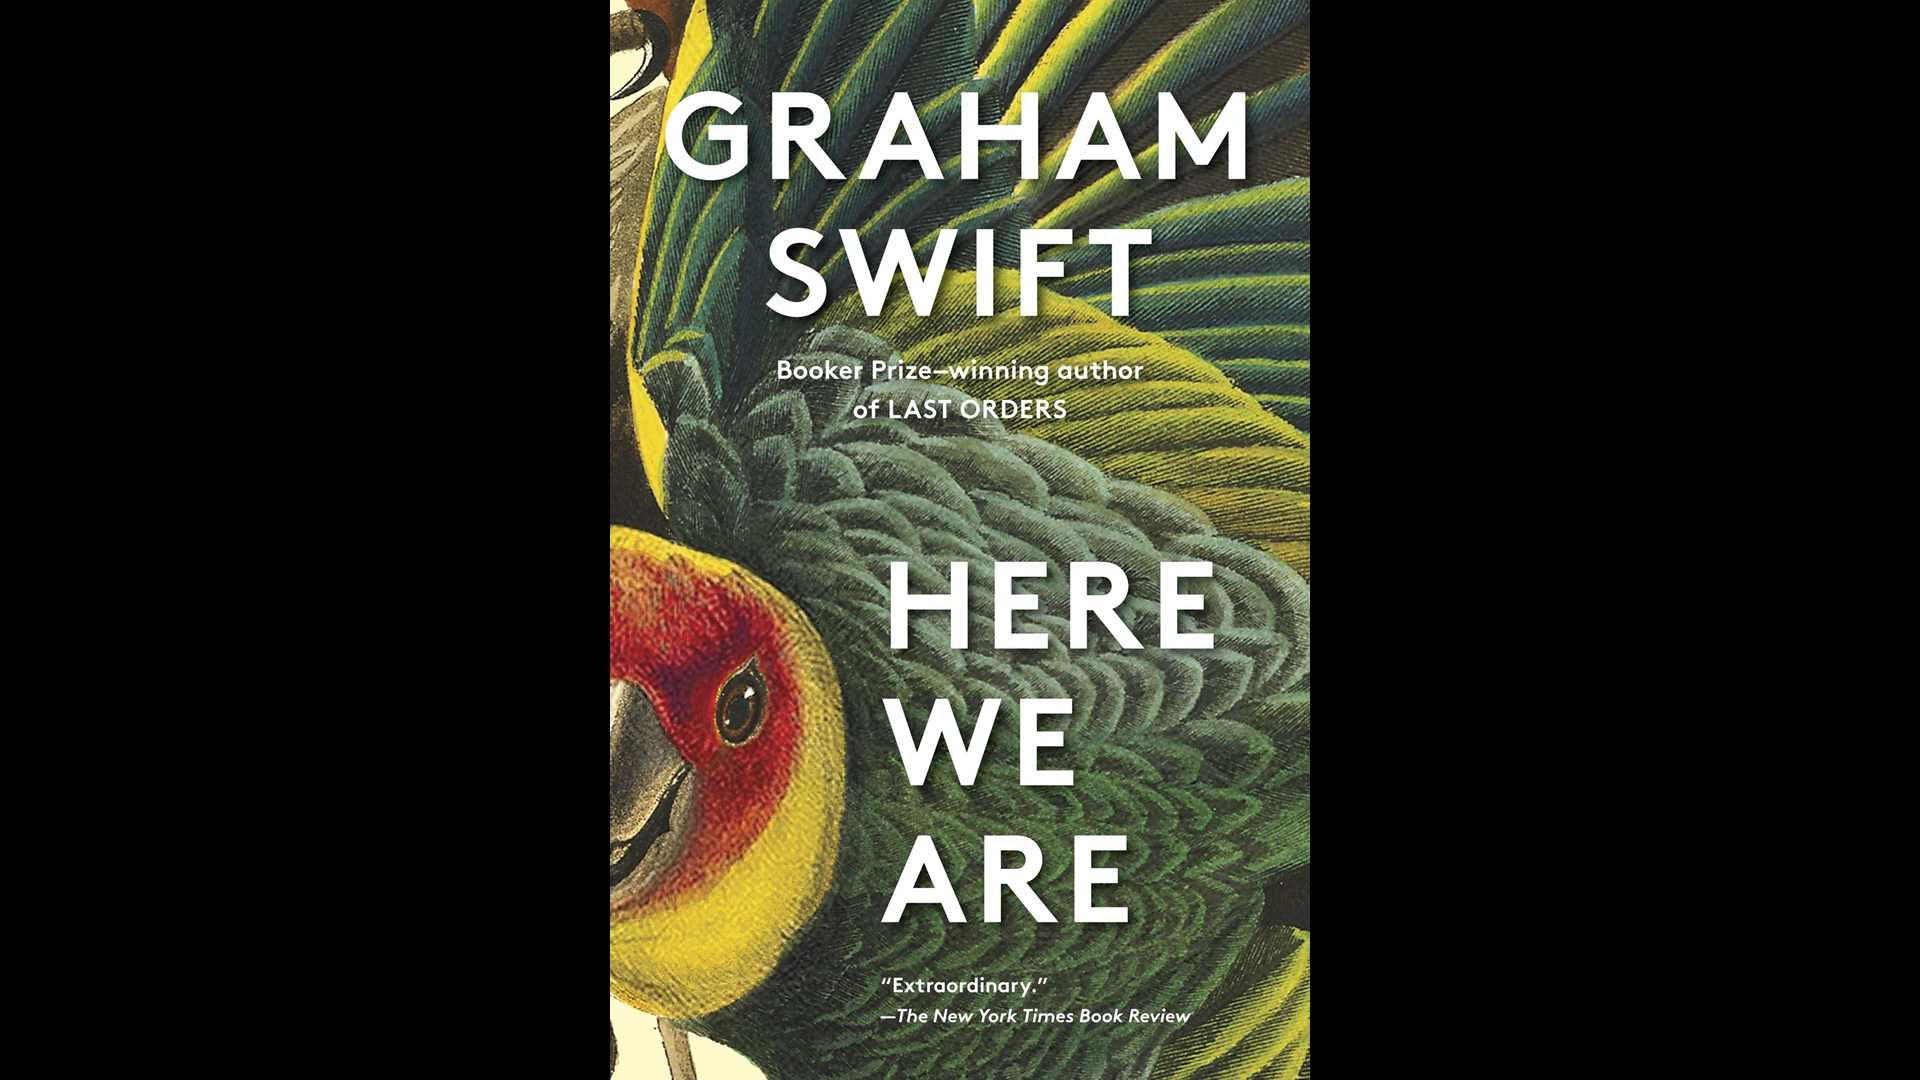 GRAHAM
SWIFT
Booker Prize–winning author
of LAST ORDERS
HERE
WE
ARE
“Extraordinary.”
—The New York Times Book Review